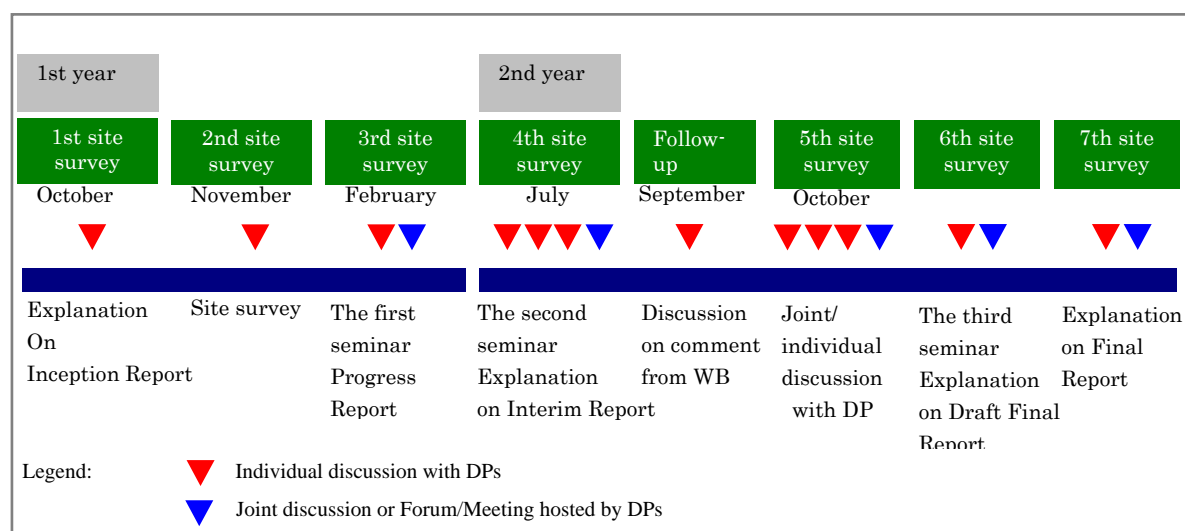 1st year
2nd year
1st site
survey
2nd site
survey
3rd site
survey
4th site
survey
Follow-
up
5th site
survey
6th site
survey
7th site
survey
October
November
February
July
September
October
Explanation
On
Inception Report
Site survey
The first
seminar
Progress
Report
The second
seminar
Explanation
on Interim Report
Discussion
on comment
from WB
Joint/
individual
discussion
with DP
The third
seminar
Explanation
on Draft Final
Report
Explanation
on Final
Report
Legend:
Individual discussion with DPs
Joint discussion or Forum/Meeting hosted by DPs